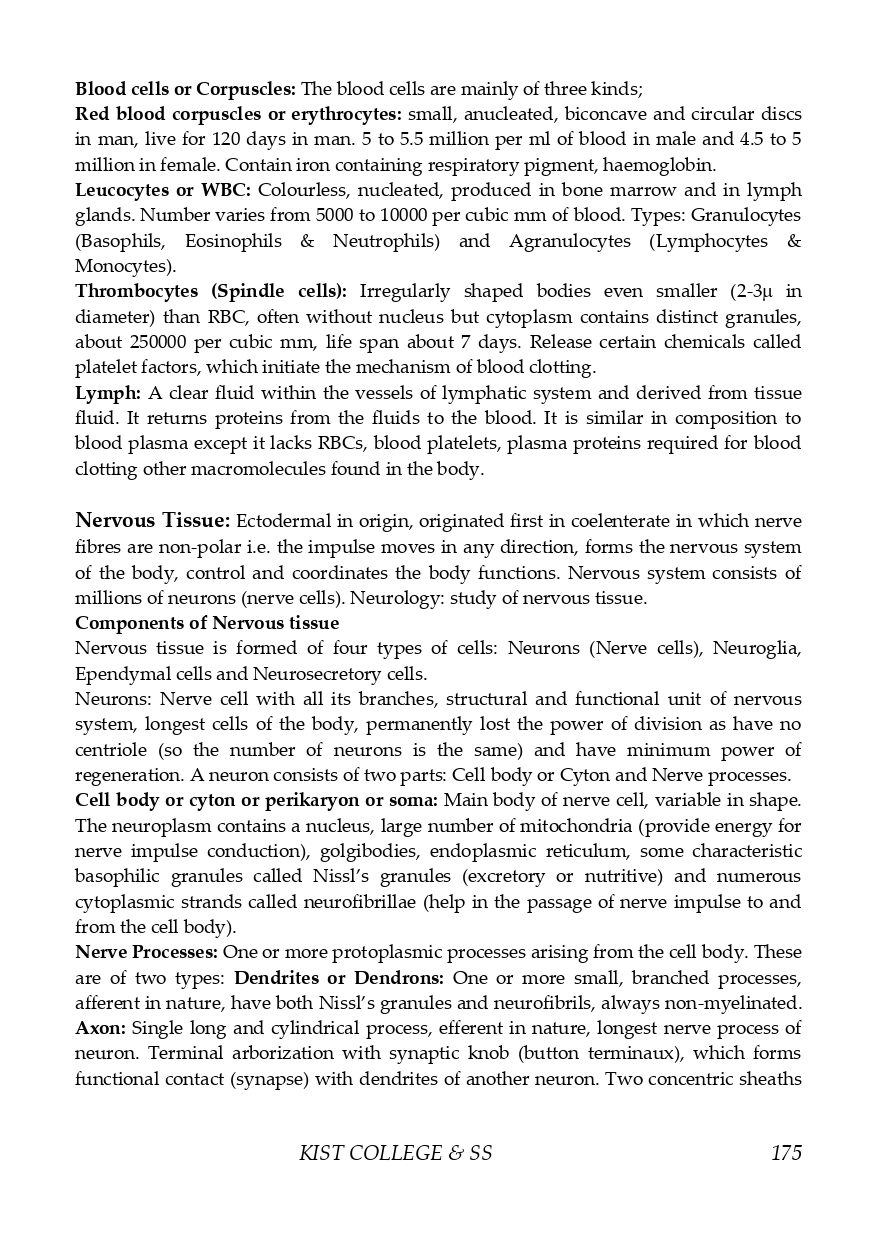 Blood cells or Corpuscles: The blood cells are mainly of three kinds;
Red blood corpuscles or erythrocytes: small, anucleated, biconcave and circular discs
in man, live for 120 days in man. 5 to 5.5 million per ml of blood in male and 4.5 to 5
million in female. Contain iron containing respiratory pigment, haemoglobin.
Leucocytes or WBC: Colourless, nucleated, produced in bone marrow and in lymph
glands. Number varies from 5000 to 10000 per cubic mm of blood. Types: Granulocytes
(Basophils, Eosinophils & Neutrophils) and Agranulocytes (Lymphocytes &
Monocytes).
Thrombocytes (Spindle cells): Irregularly shaped bodies even smaller (2-3µ in
diameter) than RBC, often without nucleus but cytoplasm contains distinct granules,
about 250000 per cubic mm, life span about 7 days. Release certain chemicals called
platelet factors, which initiate the mechanism of blood clotting.
Lymph: A clear fluid within the vessels of lymphatic system and derived from tissue
fluid. It returns proteins from the fluids to the blood. It is similar in composition to
blood plasma except it lacks RBCs, blood platelets, plasma proteins required for blood
clotting other macromolecules found in the body.
Nervous Tissue: Ectodermal in origin, originated first in coelenterate in which nerve
fibres are non-polar i.e. the impulse moves in any direction, forms the nervous system
of the body, control and coordinates the body functions. Nervous system consists of
millions of neurons (nerve cells). Neurology: study of nervous tissue.
Components of Nervous tissue
Nervous tissue is formed of four types of cells: Neurons (Nerve cells), Neuroglia,
Ependymal cells and Neurosecretory cells.
Neurons: Nerve cell with all its branches, structural and functional unit of nervous
system, longest cells of the body, permanently lost the power of division as have no
centriole (so the number of neurons is the same) and have minimum power of
regeneration. A neuron consists of two parts: Cell body or Cyton and Nerve processes.
Cell body or cyton or perikaryon or soma: Main body of nerve cell, variable in shape.
The neuroplasm contains a nucleus, large number of mitochondria (provide energy for
nerve impulse conduction), golgibodies, endoplasmic reticulum, some characteristic
basophilic granules called Nissl’s granules (excretory or nutritive) and numerous
cytoplasmic strands called neurofibrillae (help in the passage of nerve impulse to and
from the cell body).
Nerve Processes: One or more protoplasmic processes arising from the cell body. These
are of two types: Dendrites or Dendrons: One or more small, branched processes,
afferent in nature, have both Nissl’s granules and neurofibrils, always non-myelinated.
Axon: Single long and cylindrical process, efferent in nature, longest nerve process of
neuron. Terminal arborization with synaptic knob (button terminaux), which forms
functional contact (synapse) with dendrites of another neuron. Two concentric sheaths
KIST COLLEGE & SS 175